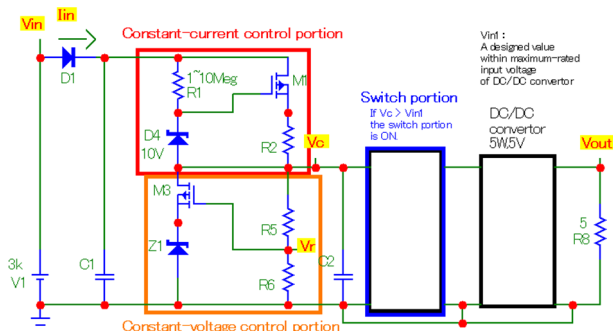 Vin
Iin
Constant-current control portion
Vin1 :
A designed value
within maximum-rated
input voltage
of DC/DC convertor
D1
1~10Meg
R1
M1
Switch portion
If Vc > Vin1
the switch portion
is ON.
DC/DC
convertor
5W,5V
D4
10V
R2
Vc
Vout
M3
R5
5
R8
Vr
Z1
3k
V1
C1
C2
R6
Constant-voltage control portion